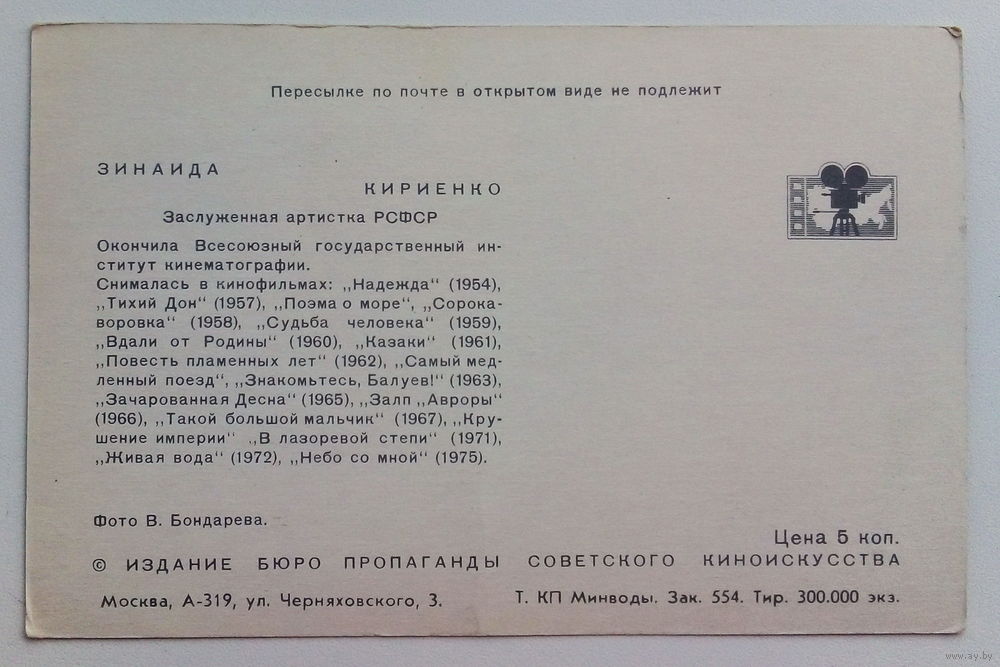 Пересылке по почте в открытом виде не подлежит
ЗИНАИДА
КИРИЕНКО
Заслуженная артистка РСФСР
Окончила Всесоюзный государственный ин-
ститут кинематографии.
Снималась в кинофильмах: „Надежда“ (1954),
„Тихий Дон“ (1957), „Поэма о море“, „Сорока-
воровка“ (1958), „Судьба человека“ (1959),
„Вдали от Родины“ (1960), „Казаки“ (1961),
„Повесть пламенных лет“ (1962), „Самый мед-
ленный поезд“, „Знакомьтесь, Балуев!“ (1963),
„Зачарованная Десна“ (1965), „Залп „Авроры“
(1966), „Такой большой мальчик“ (1967), „Кру-
шение империи“ „В лазоревой степи“ (1971),
„Живая вода“ (1972), „Небо со мной“ (1975).
Фото В. Бондарева.
Цена 5 коп.
© ИЗДАНИЕ БЮРО ПРОПАГАНДЫ СОВЕТСКОГО КИНОИСКУССТВА
Москва, А-319, ул. Черняховского, 3. Т. КП Минводы. Зак. 554. Тир. 300.000 экз.
www.ay.by